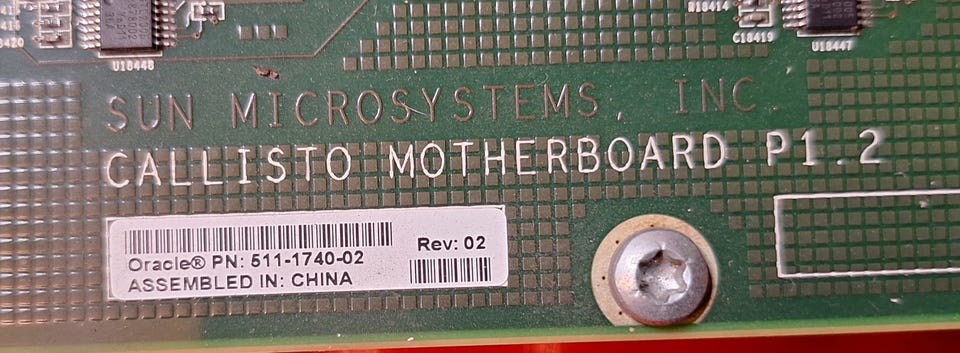 U18448
R18414
C18419
U18447
SUN MICROSYSTEMS, INC
CALLISTO MOTHERBOARD P1.2
Oracle® PN: 511-1740-02
Rev: 02
ASSEMBLED IN: CHINA